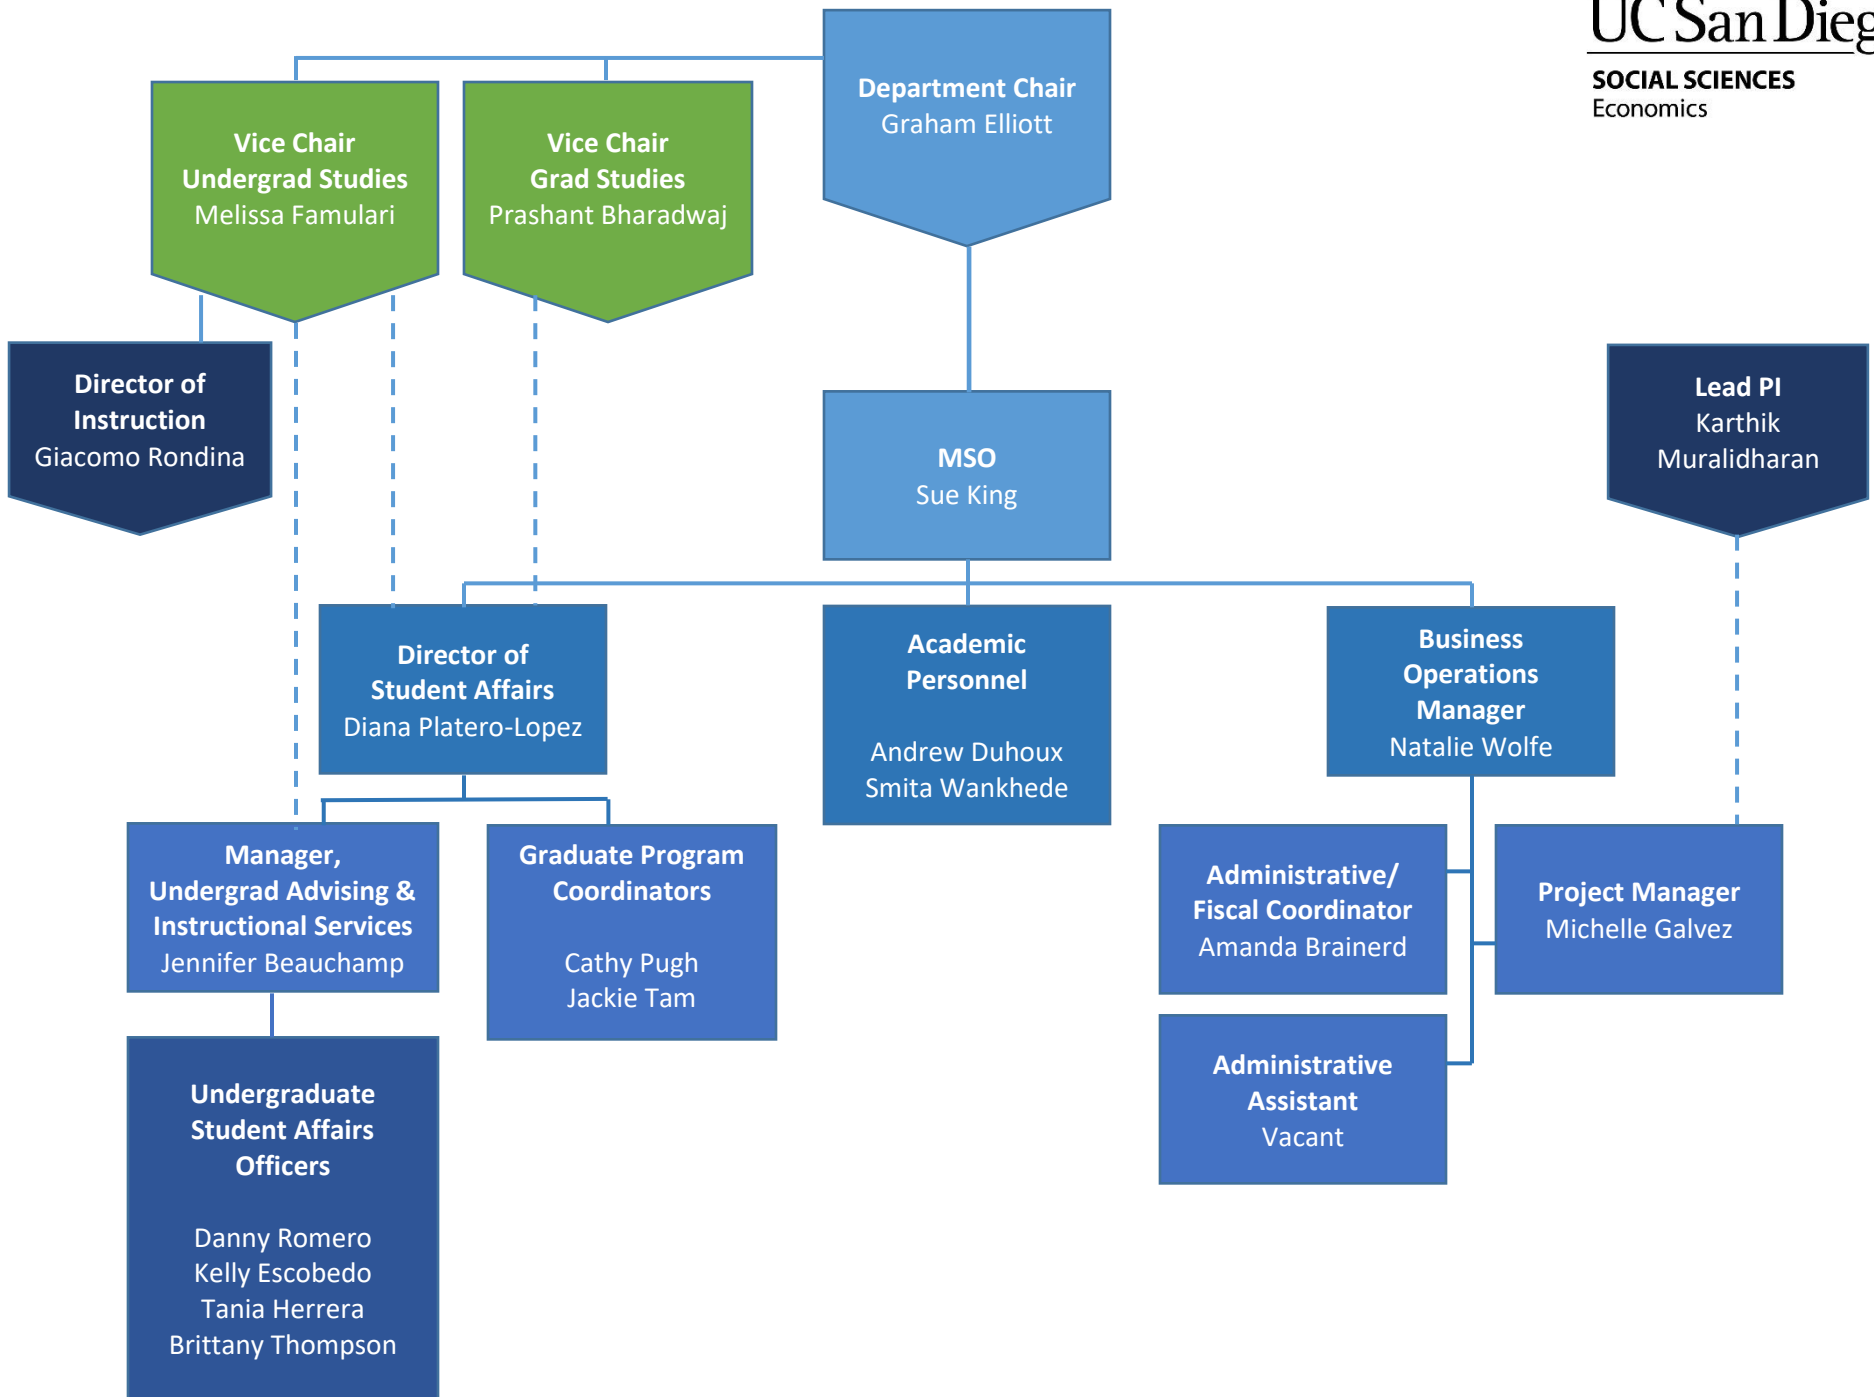 UC San Dieg
SOCIAL SCIENCES
Economics
Department Chair
Graham Elliott
Vice Chair
Undergrad Studies
Melissa Famulari
Vice Chair
Grad Studies
Prashant Bharadwaj
Director of
Instruction
Giacomo Rondina
Lead PI
Karthik
Muralidharan
MSO
Sue King
Director of
Student Affairs
Diana Platero-Lopez
Academic
Personnel
Andrew Duhoux
Smita Wankhede
Business
Operations
Manager
Natalie Wolfe
Manager,
Undergrad Advising &
Instructional Services
Jennifer Beauchamp
Graduate Program
Coordinators
Cathy Pugh
Jackie Tam
Administrative/
Fiscal Coordinator
Amanda Brainerd
Project Manager
Michelle Galvez
Administrative
Assistant
Vacant
Undergraduate
Student Affairs
Officers
Danny Romero
Kelly Escobedo
Tania Herrera
Brittany Thompson